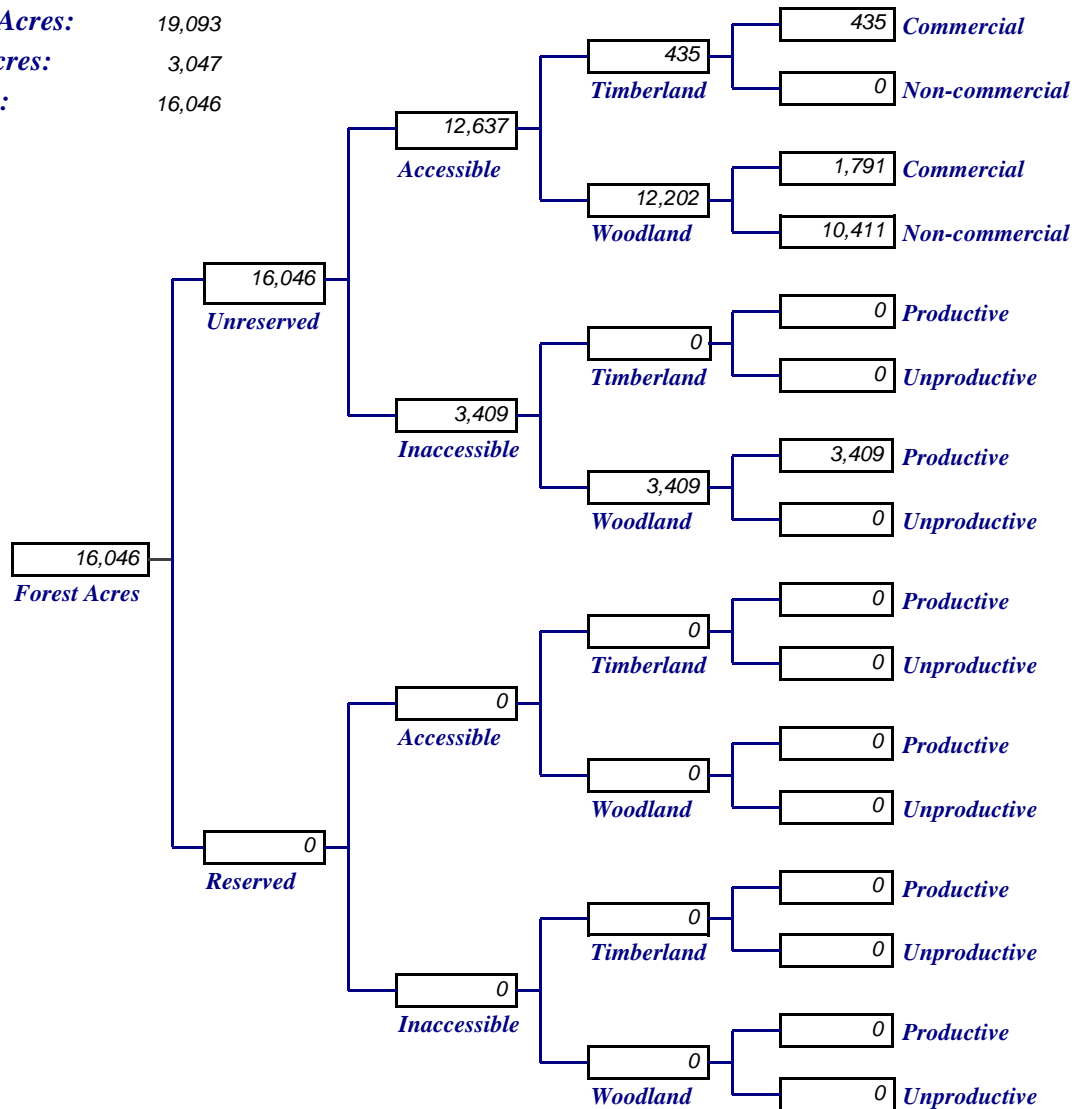 Acres: 19,093
435 Commercial
cres: 3,047
435
Timberland
0 Non-commercial
: 16,046
12,637
Accessible
1,791 Commercial
12,202
Woodland
10,411 Non-commercial
16,046
Unreserved
0 Productive
0
Timberland
0 Unproductive
3,409
Inaccessible
3,409 Productive
3,409
Woodland
0 Unproductive
16,046
Forest Acres
0 Productive
0
Timberland
0 Unproductive
0
Accessible
0 Productive
0
Woodland
0 Unproductive
0
Reserved
0 Productive
0
Timberland
0 Unproductive
0
Inaccessible
0 Productive
0
Woodland
0 Unproductive